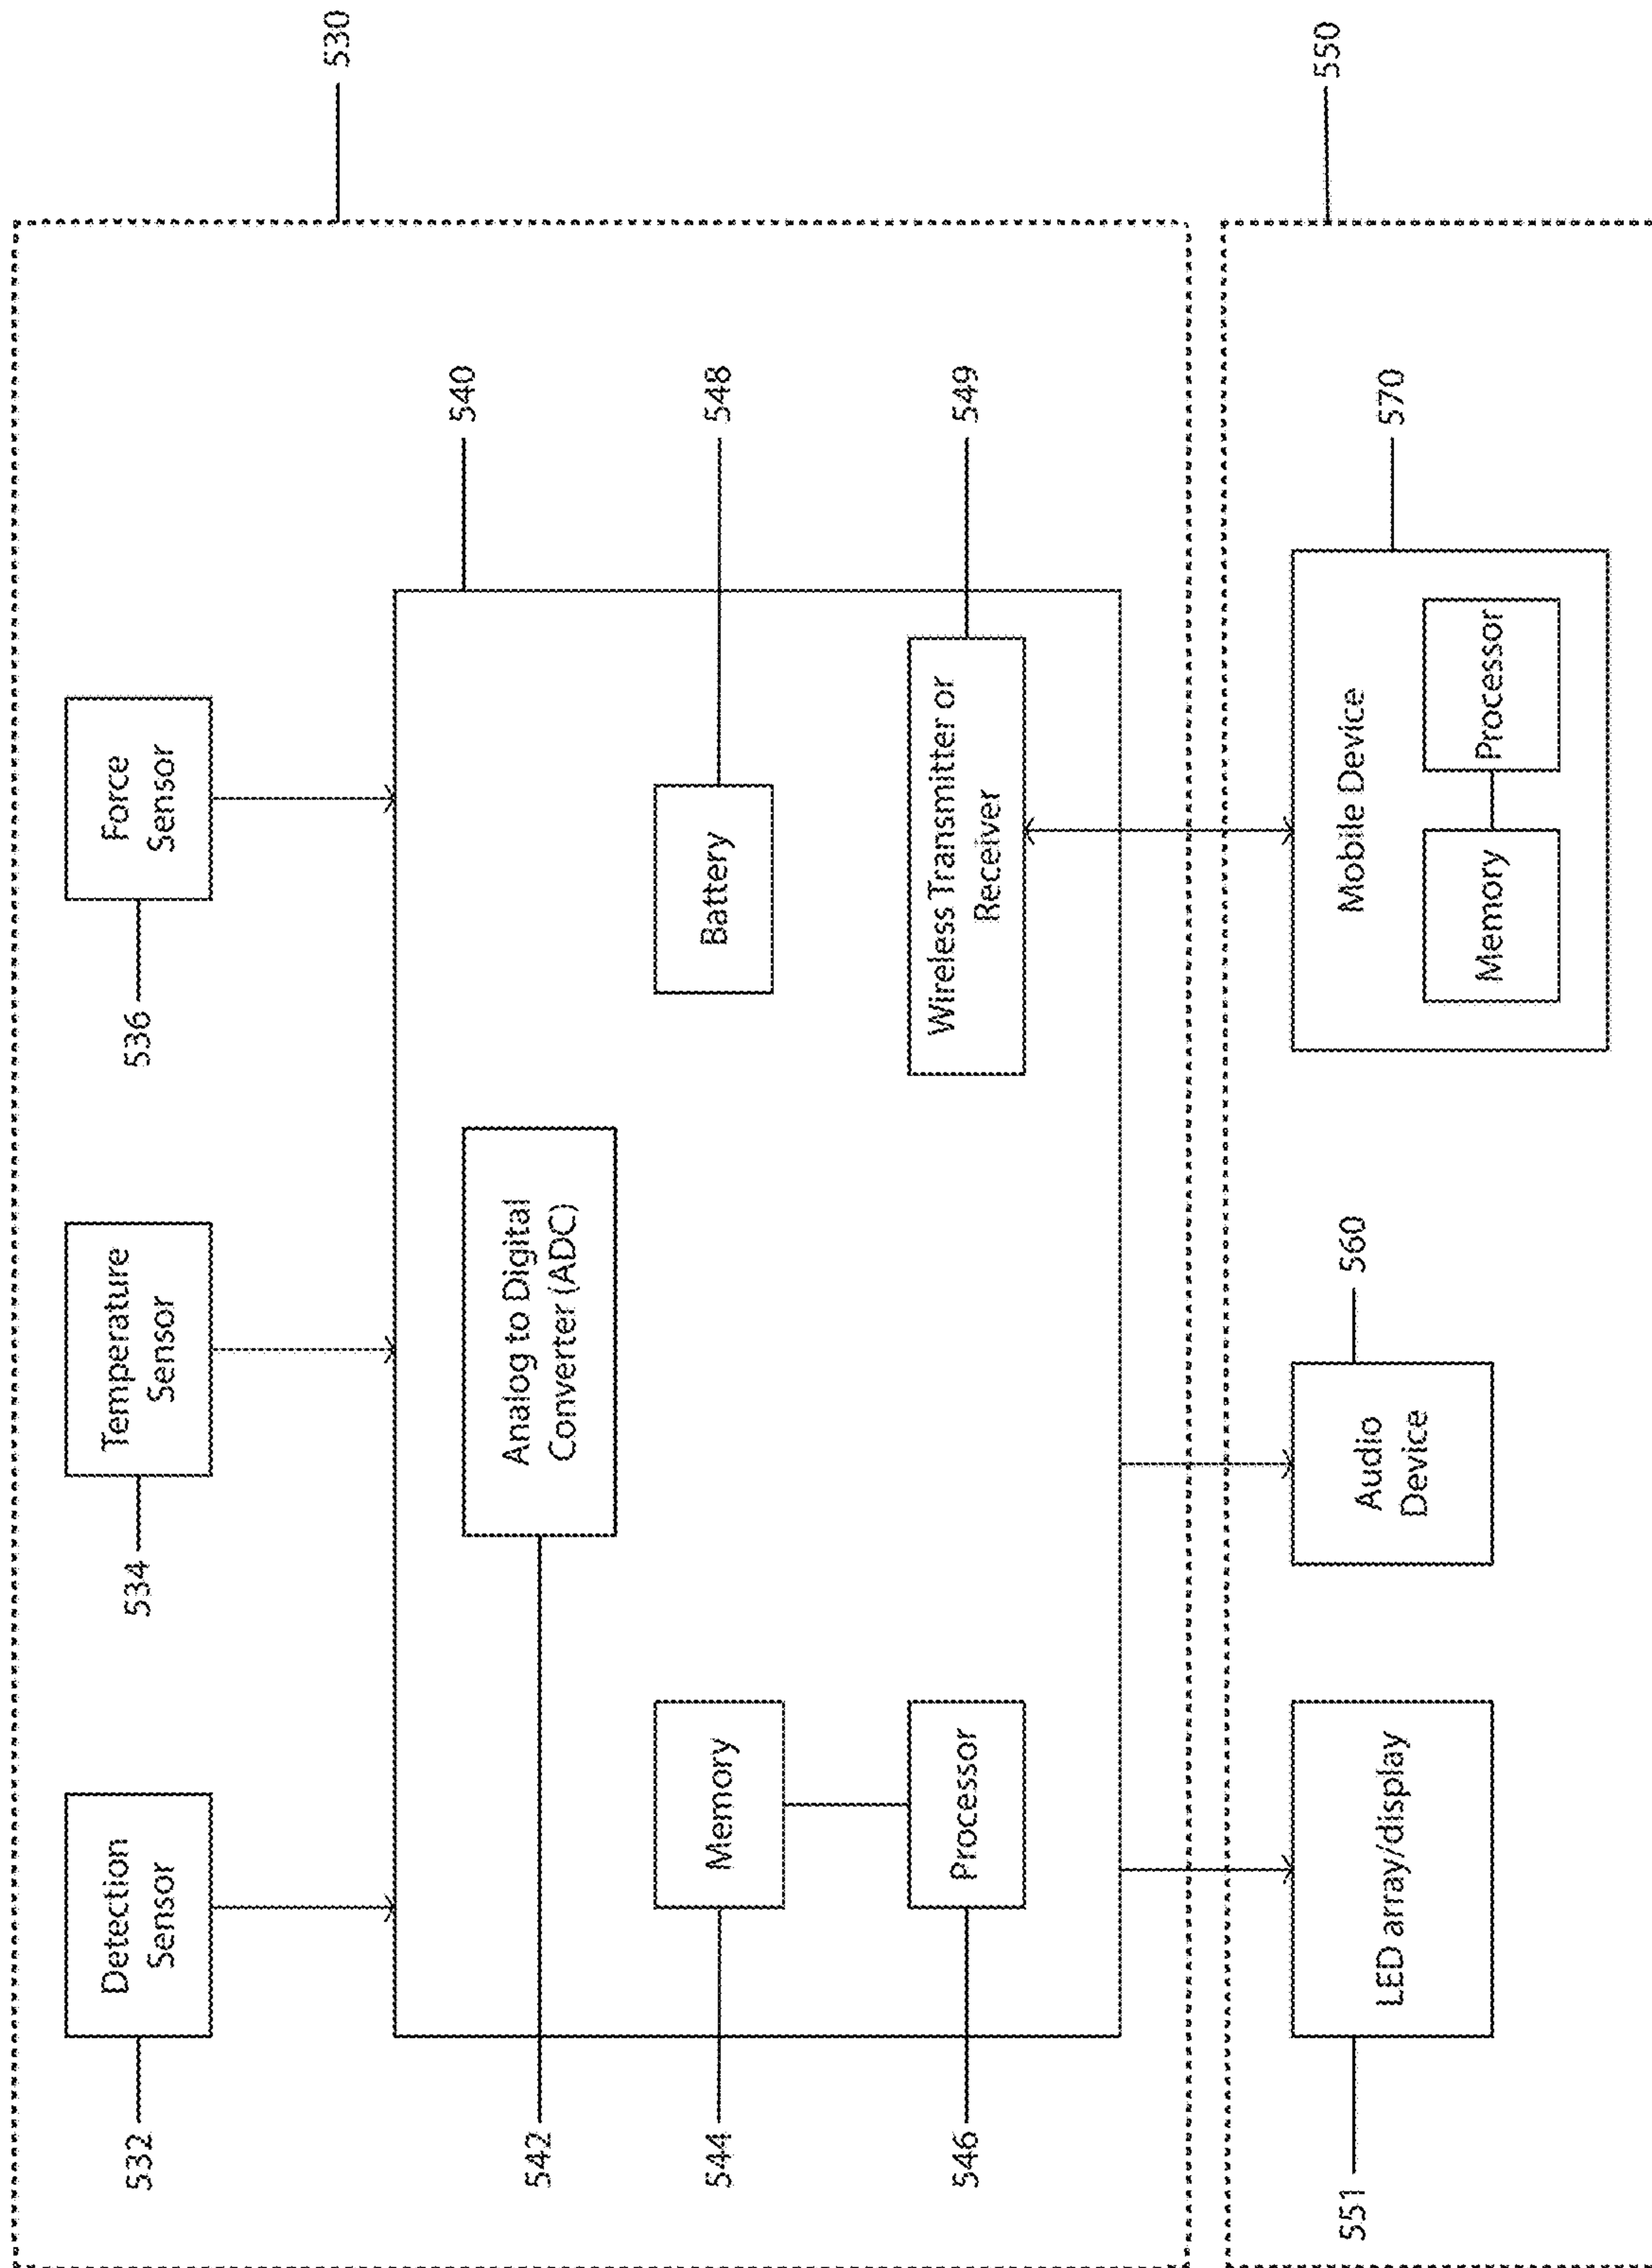 530
532
Detection
Sensor
534
Temperature
Sensor
536
Force
Sensor
540
542
Analog to Digital
Converter (ADC)
544
Memory
Battery
548
546
Processor
Wireless Transmitter or
Receiver
549
550
551
LED array/display
Audio
Device
560
Mobile Device
Memory
Processor
570